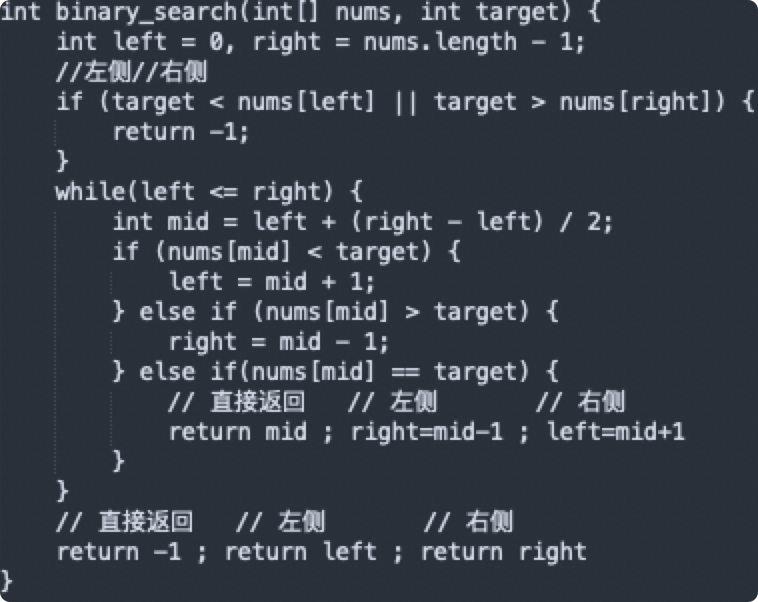 int binary_search(int[] nums, int target) {
    int left = 0, right = nums.length - 1;
    //左侧//右侧
    if (target < nums[left] || target > nums[right]) {
        return -1;
    }
    while(left <= right) {
        int mid = left + (right - left) / 2;
        if (nums[mid] < target) {
            left = mid + 1;
        } else if (nums[mid] > target) {
            right = mid - 1;
        } else if(nums[mid] == target) {
            // 直接返回   // 左侧       // 右侧
            return mid ; right=mid-1 ; left=mid+1
        }
    }
    // 直接返回   // 左侧       // 右侧
    return -1 ; return left ; return right
}